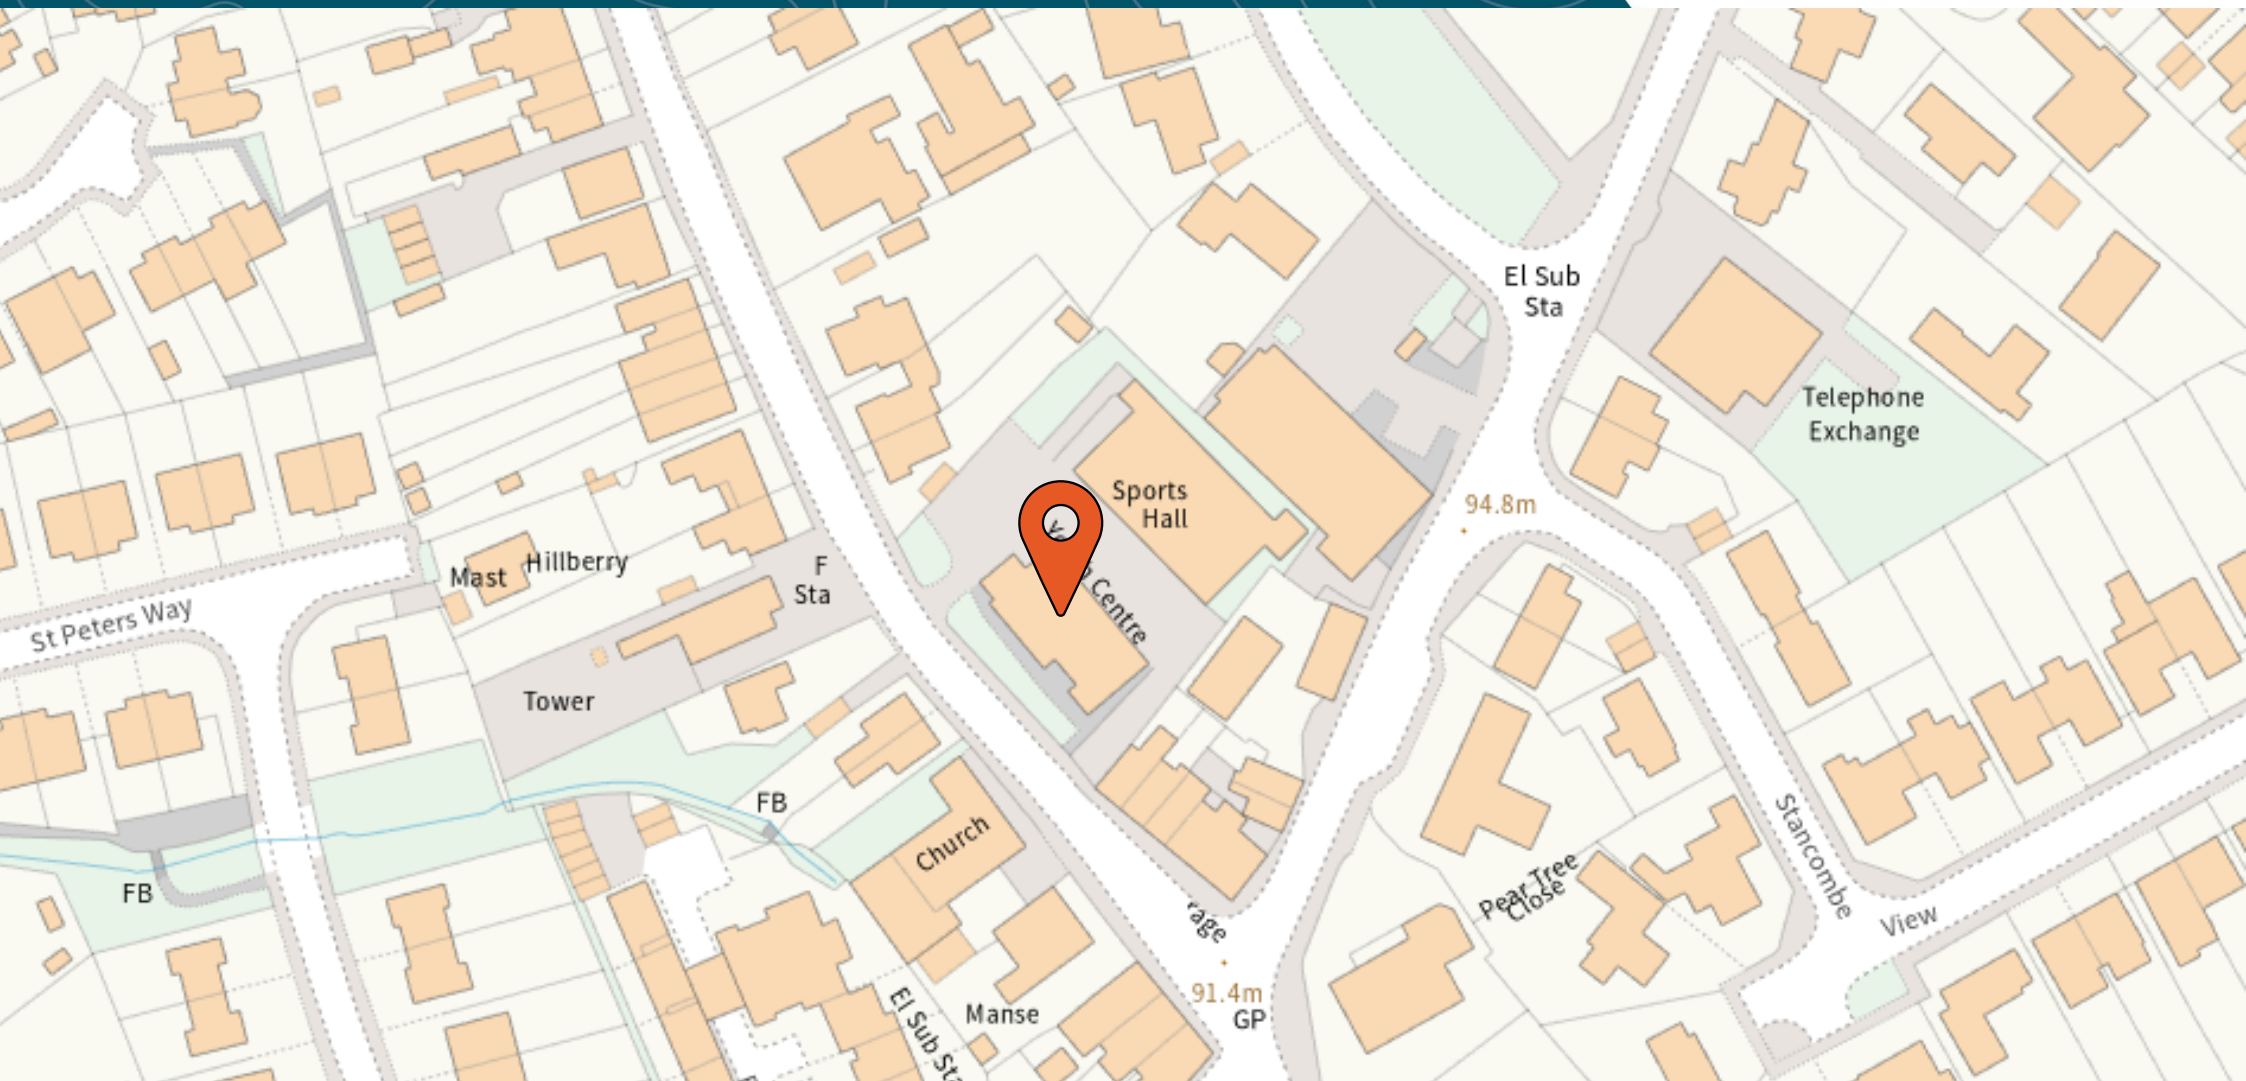 El Sub
Sta
Telephone
Exchange
Sports
Hall
94.8m
Centre
Mast
Hillberry
F
Sta
St Peters Way
Tower
FB
Church
FB
Stancombe
View
Pear Tree
Close
91.4m
GP
Manse
El Sub Sta